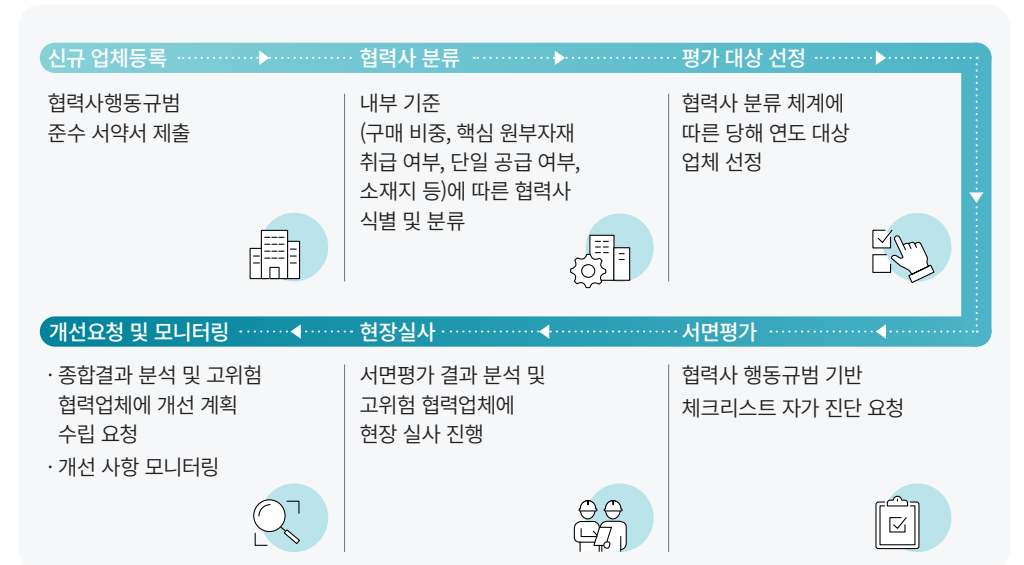 신규 업체등록
협력사행동규범
준수 서약서 제출
협력사 분류
내부 기준
(구매 비중, 핵심 원부자재
취급 여부, 단일 공급 여부,
소재지 등)에 따른 협력사
식별 및 분류
평가 대상 선정
협력사 분류 체계에
따른 당해 연도 대상
업체 선정
서면평가
협력사 행동규범 기반
체크리스트 자가 진단 요청
현장실사
서면평가 결과 분석 및
고위험 협력업체에
현장 실사 진행
개선요청 및 모니터링
· 종합결과 분석 및 고위험
협력업체에 개선 계획
수립 요청
· 개선 사항 모니터링